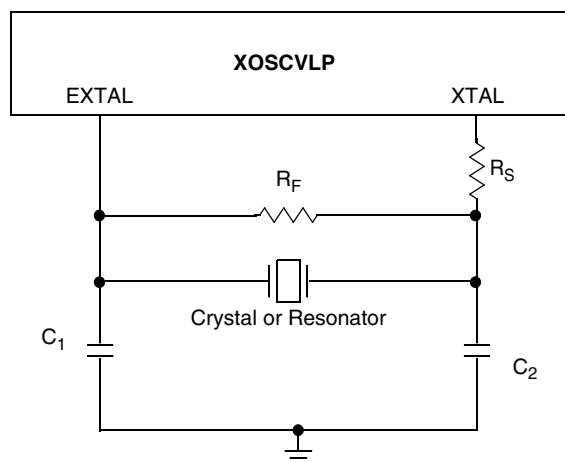 XOSCVLP
EXTAL XTAL
R_S
R_F
Crystal or Resonator
C_1
C_2